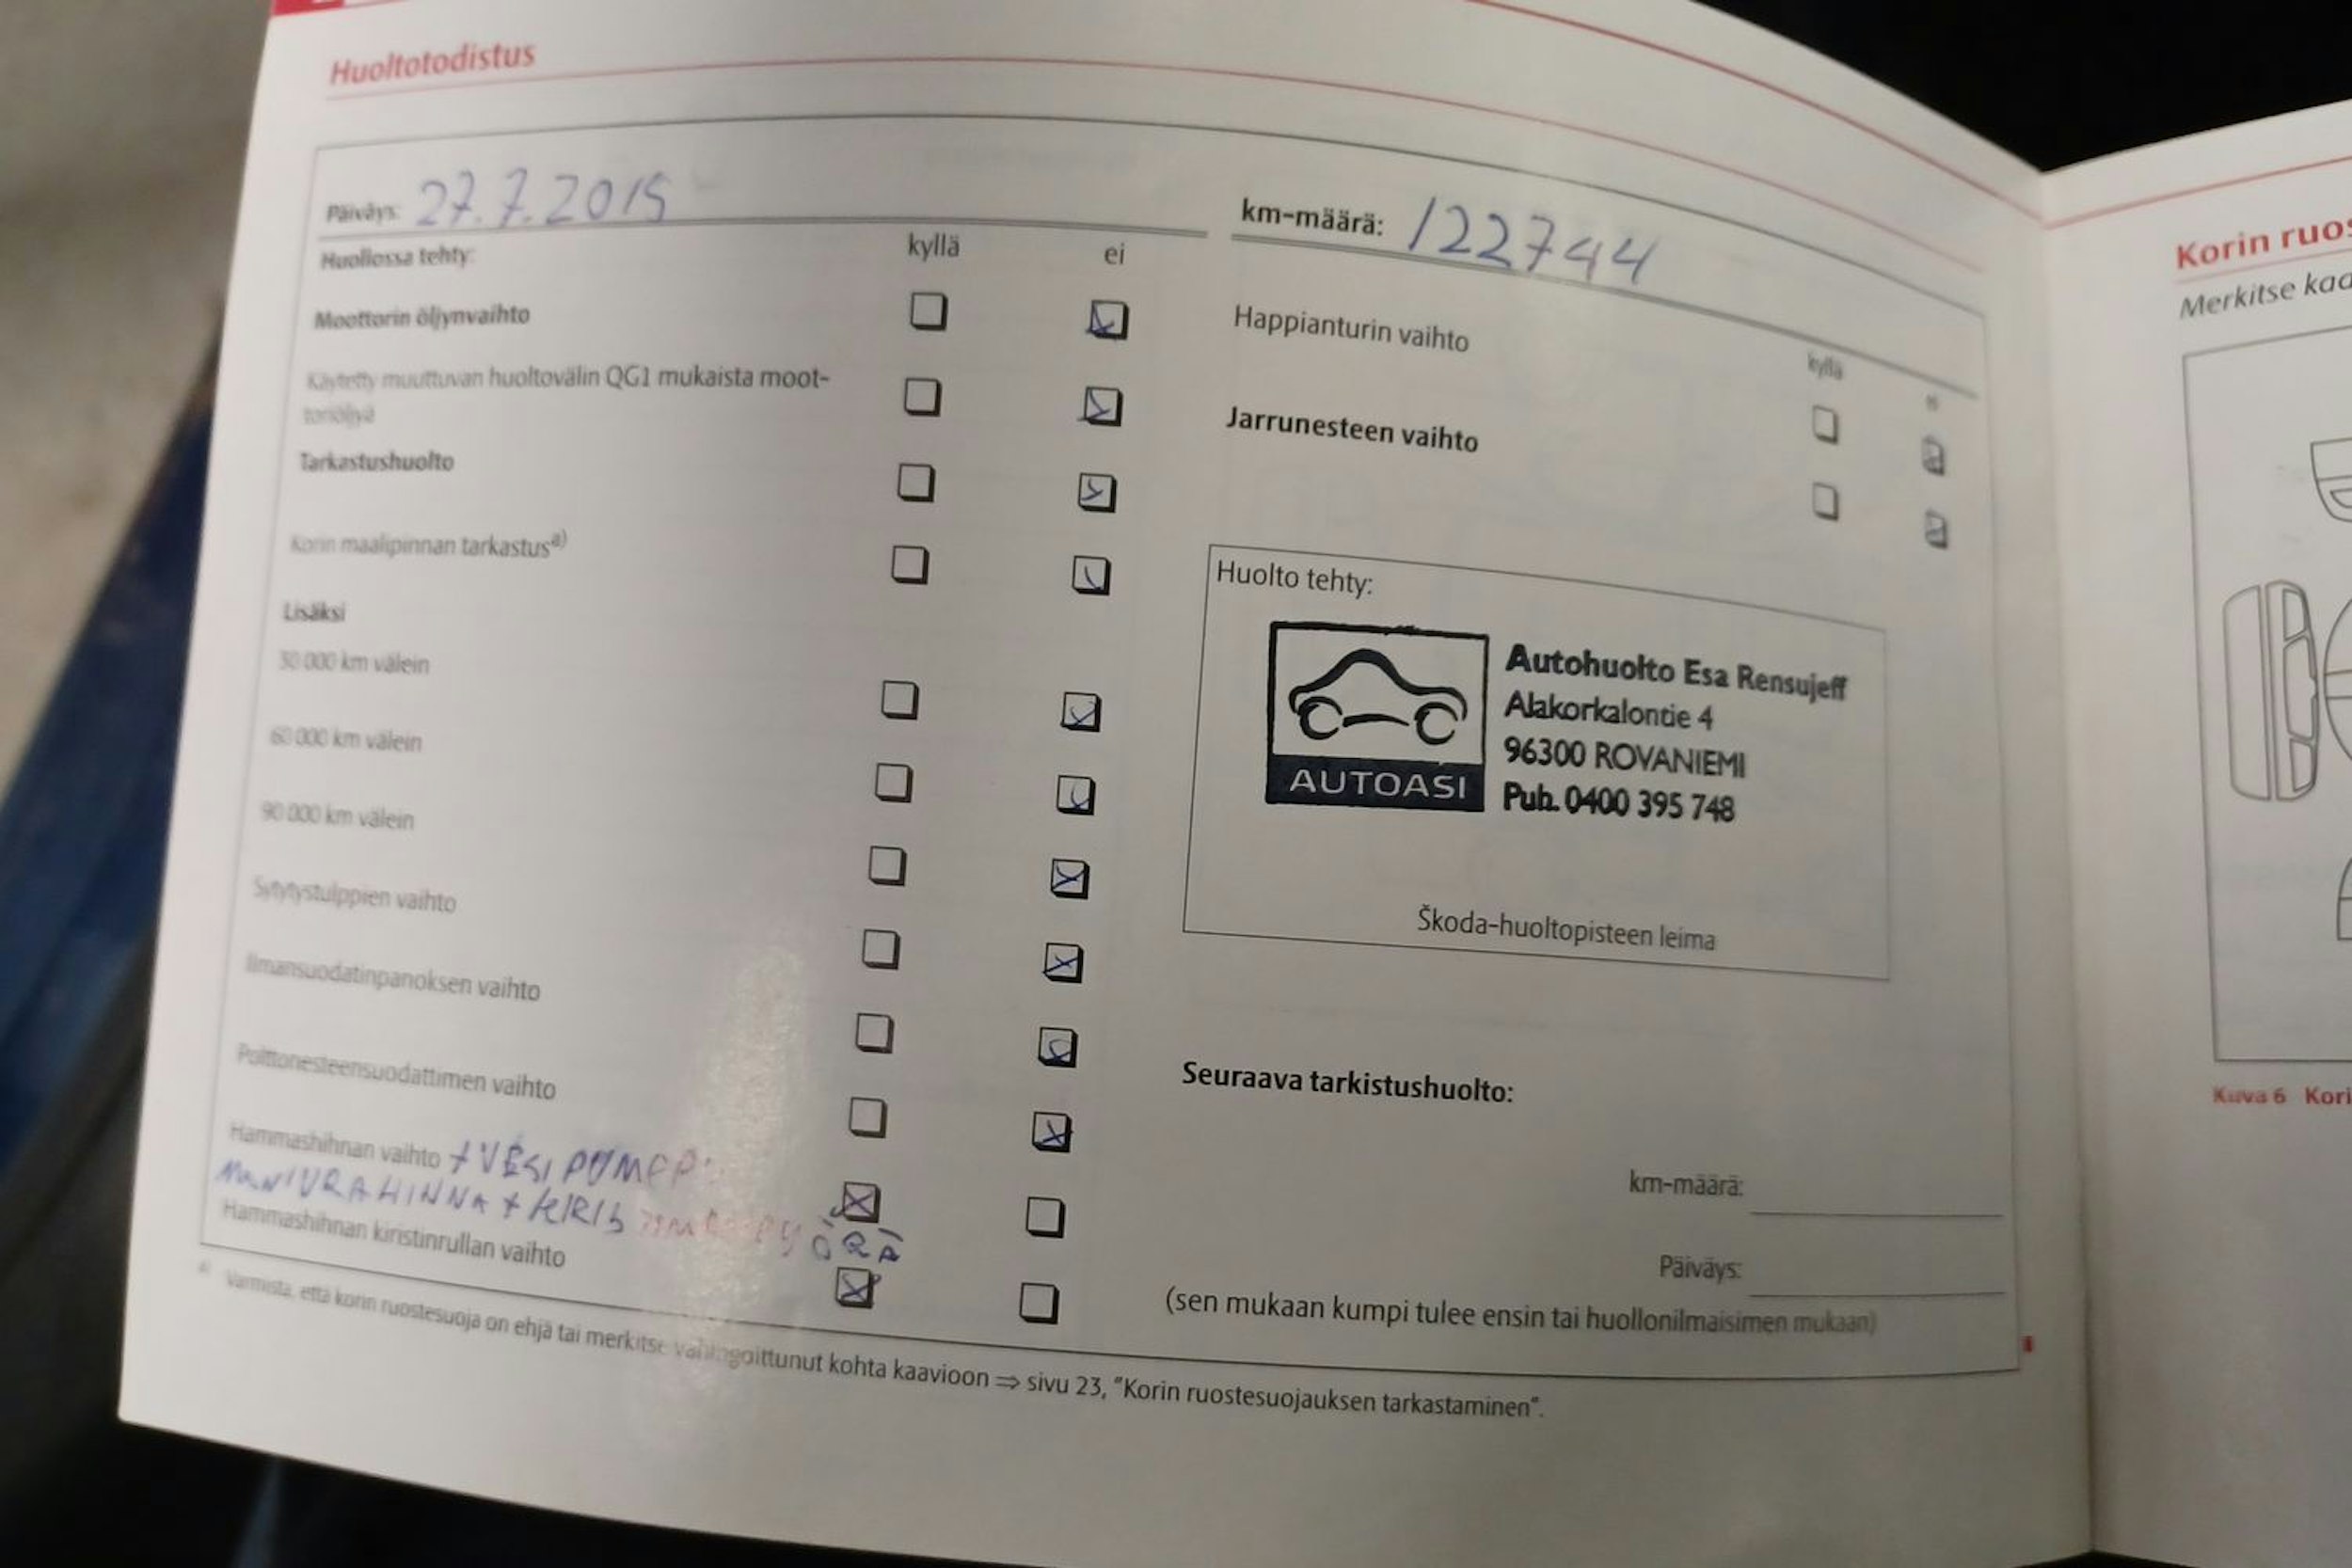 Huoltotodistus
Päiväys: 27.7.2015
km-määrä: 122744
Huollossa tehty:
kyllä ei
Moottorin öljynvaihto
Käytetty muuttuvan huoltovälin QG1 mukaista moot-
toriöljyä
Tarkastushuolto
Korin maalipinnan tarkastus a)
Lisäksi
30 000 km välein
60 000 km välein
90 000 km välein
Sytytystulppien vaihto
Ilmansuodatinpanoksen vaihto
Polttonesteensuodattimen vaihto
Hammashihnan vaihto + VESIPUMPP
MONIURAHIHNA + KIRIS
Hammashihnan kiristinrullan vaihto
kyllä ei
Happianturin vaihto
Jarrunesteen vaihto
Huolto tehty:
AUTOASI
Autohuolto Esa Rensujeff
Alakorkalontie 4
96300 ROVANIEMI
Puh. 0400 395 748
Škoda-huoltopisteen leima
Seuraava tarkistushuolto:
km-määrä:
Päiväys:
(sen mukaan kumpi tulee ensin tai huollonilmaisimen mukaan)
a) Varmista, että korin ruostesuoja on ehjä tai merkitse vahingoittunut kohta kaavioon ⇒ sivu 23, "Korin ruostesuojauksen tarkastaminen".
Korin
Merkitse
Kuva 6 Kori